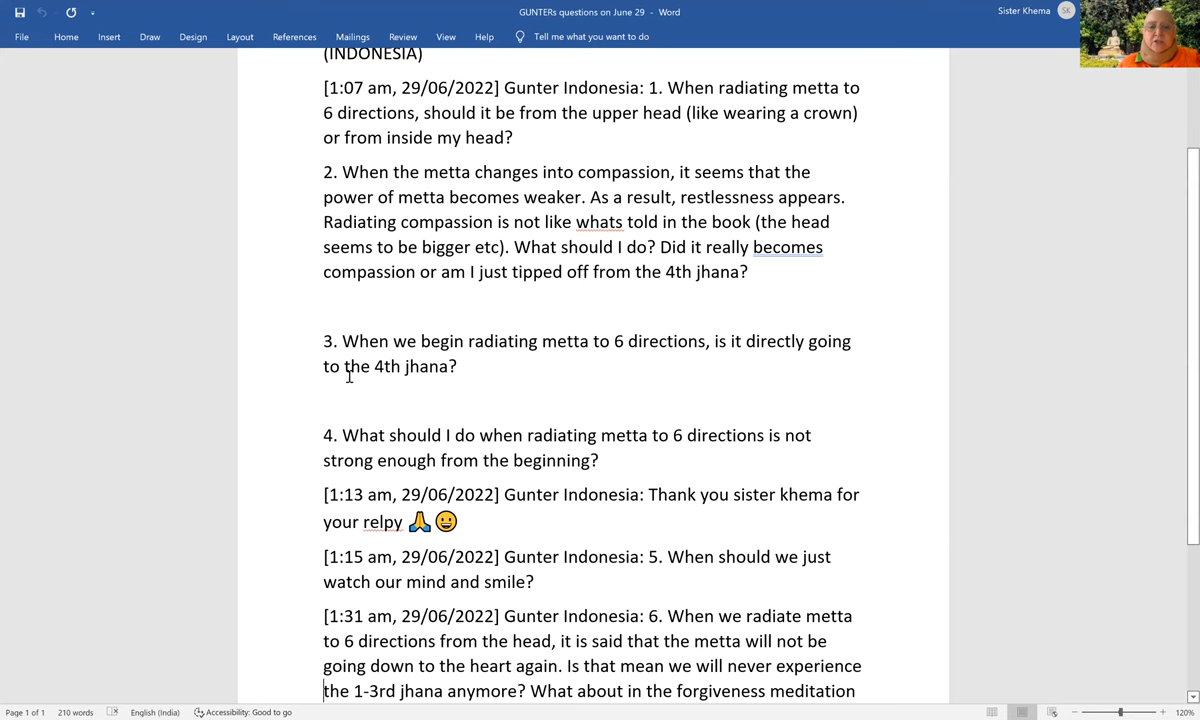 GUNTERs questions on June 29 - Word
Sister Khema
SK
File Home Insert Draw Design Layout References Mailings Review View Help Tell me what you want to do
(INDONESIA)
[1:07 am, 29/06/2022] Gunter Indonesia: 1. When radiating metta to
6 directions, should it be from the upper head (like wearing a crown)
or from inside my head?
2. When the metta changes into compassion, it seems that the
power of metta becomes weaker. As a result, restlessness appears.
Radiating compassion is not like whats told in the book (the head
seems to be bigger etc). What should I do? Did it really becomes
compassion or am I just tipped off from the 4th jhana?
3. When we begin radiating metta to 6 directions, is it directly going
to the 4th jhana?
4. What should I do when radiating metta to 6 directions is not
strong enough from the beginning?
[1:13 am, 29/06/2022] Gunter Indonesia: Thank you sister khema for
your relpy 🙏😀
[1:15 am, 29/06/2022] Gunter Indonesia: 5. When should we just
watch our mind and smile?
[1:31 am, 29/06/2022] Gunter Indonesia: 6. When we radiate metta
to 6 directions from the head, it is said that the metta will not be
going down to the heart again. Is that mean we will never experience
the 1-3rd jhana anymore? What about in the forgiveness meditation
Page 1 of 1 210 words English (India) Accessibility: Good to go 120%